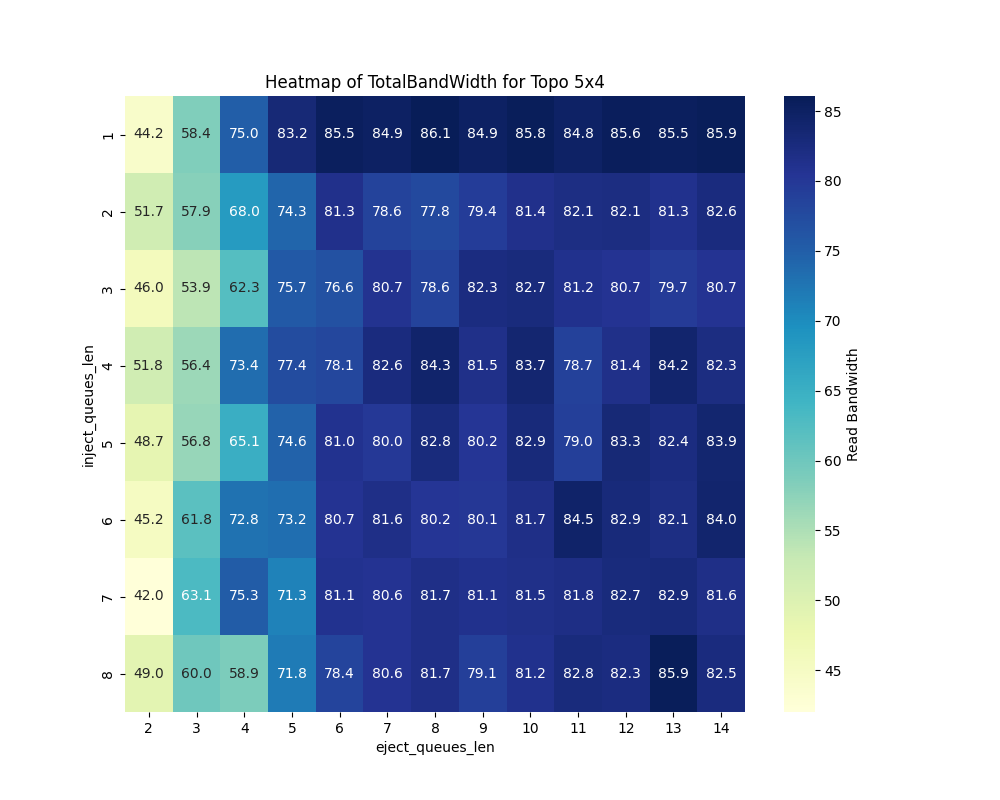 Heatmap of TotalBandWidth for Topo 5x4
1 44.2 58.4 75.0 83.2 85.5 84.9 86.1 84.9 85.8 84.8 85.6 85.5 85.9
2 51.7 57.9 68.0 74.3 81.3 78.6 77.8 79.4 81.4 82.1 82.1 81.3 82.6
3 46.0 53.9 62.3 75.7 76.6 80.7 78.6 82.3 82.7 81.2 80.7 79.7 80.7
4 51.8 56.4 73.4 77.4 78.1 82.6 84.3 81.5 83.7 78.7 81.4 84.2 82.3
5 48.7 56.8 65.1 74.6 81.0 80.0 82.8 80.2 82.9 79.0 83.3 82.4 83.9
6 45.2 61.8 72.8 73.2 80.7 81.6 80.2 80.1 81.7 84.5 82.9 82.1 84.0
7 42.0 63.1 75.3 71.3 81.1 80.6 81.7 81.1 81.5 81.8 82.7 82.9 81.6
8 49.0 60.0 58.9 71.8 78.4 80.6 81.7 79.1 81.2 82.8 82.3 85.9 82.5
2 3 4 5 6 7 8 9 10 11 12 13 14
eject_queues_len
inject_queues_len
85
80
75
70
65
60
55
50
45
Read Bandwidth